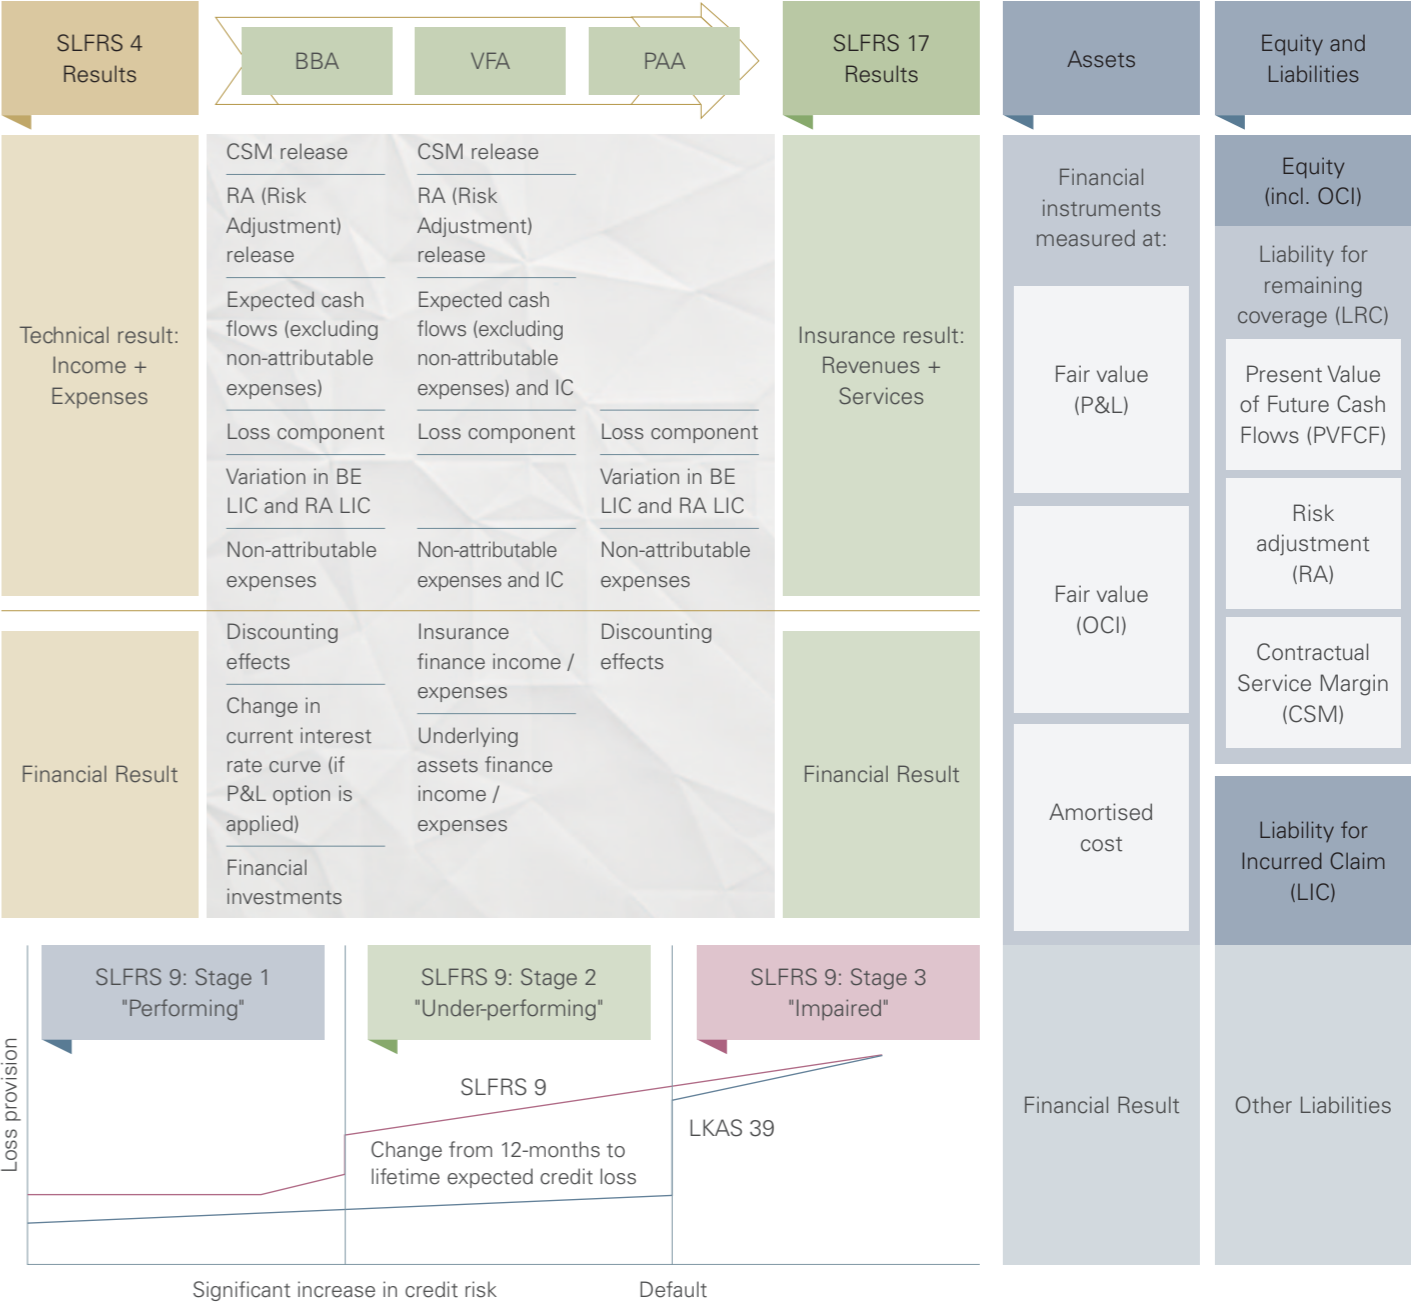 SLFRS 4
Results
BBA
VFA
PAA
SLFRS 17
Results
Assets
Equity and
Liabilities
Technical result:
Income +
Expenses
CSM release
RA (Risk
Adjustment)
release
Expected cash
flows (excluding
non-attributable
expenses)
Loss component
Variation in BE
LIC and RA LIC
Non-attributable
expenses
CSM release
RA (Risk
Adjustment)
release
Expected cash
flows (excluding
non-attributable
expenses) and IC
Loss component
Non-attributable
expenses and IC
Loss component
Variation in BE
LIC and RA LIC
Non-attributable
expenses
Insurance result:
Revenues +
Services
Financial Result
Discounting
effects
Change in
current interest
rate curve (if
P&L option is
applied)
Financial
investments
Insurance
finance income /
expenses
Underlying
assets finance
income /
expenses
Discounting
effects
Financial Result
Financial
instruments
measured at:
Fair value
(P&L)
Fair value
(OCI)
Amortised
cost
Financial Result
Equity
(incl. OCI)
Liability for
remaining
coverage (LRC)
Present Value
of Future Cash
Flows (PVFCF)
Risk
adjustment
(RA)
Contractual
Service Margin
(CSM)
Liability for
Incurred Claim
(LIC)
Other Liabilities
SLFRS 9: Stage 1
"Performing"
SLFRS 9: Stage 2
"Under-performing"
SLFRS 9: Stage 3
"Impaired"
Loss provision
SLFRS 9
Change from 12-months to
lifetime expected credit loss
LKAS 39
Significant increase in credit risk
Default